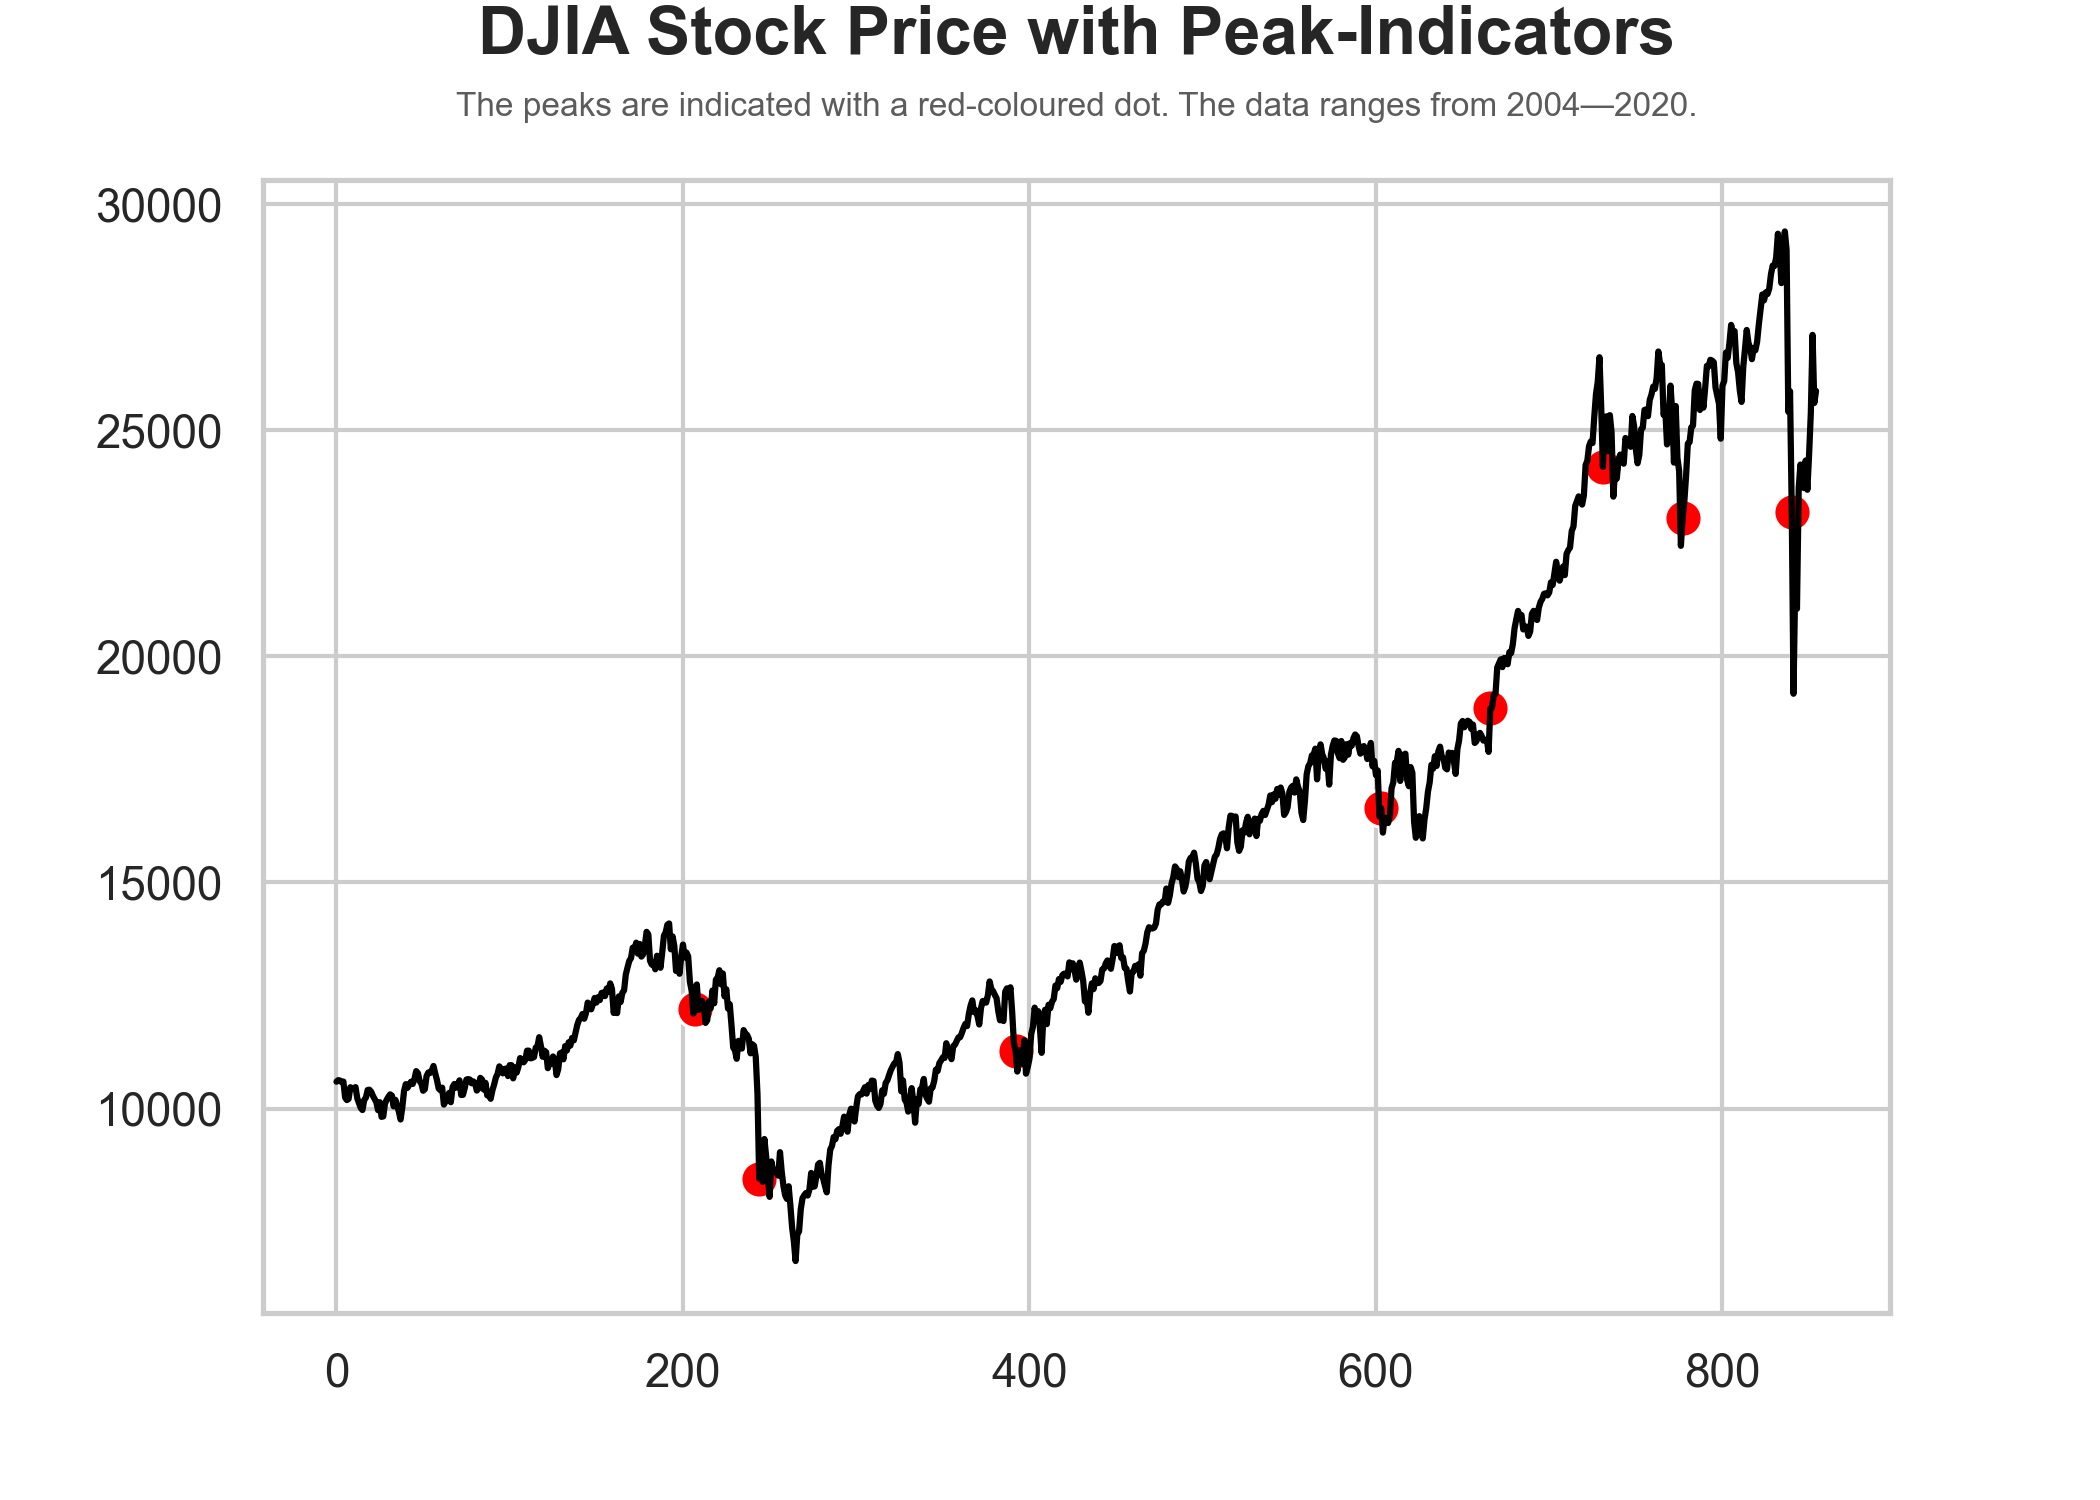 DJIA Stock Price with Peak-Indicators
The peaks are indicated with a red-coloured dot. The data ranges from 2004—2020.
30000
25000
20000
15000
10000
0 200 400 600 800